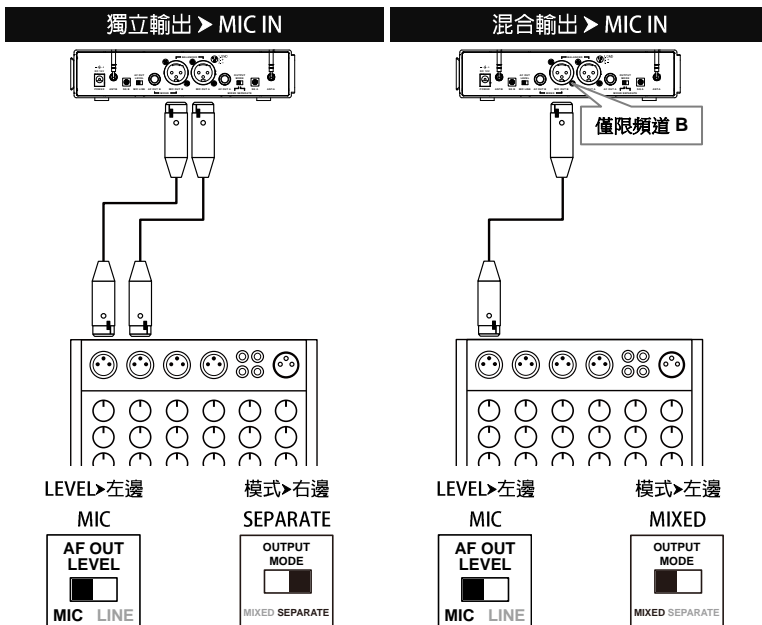 獨立輸出 > MIC IN
混合輸出 > MIC IN
僅限頻道 B
LEVEL>左邊
模式>右邊
MIC
SEPARATE
AF OUT
LEVEL
MIC LINE
OUTPUT
MODE
MIXED SEPARATE
LEVEL>左邊
模式>左邊
MIC
MIXED
AF OUT
LEVEL
MIC LINE
OUTPUT
MODE
MIXED SEPARATE